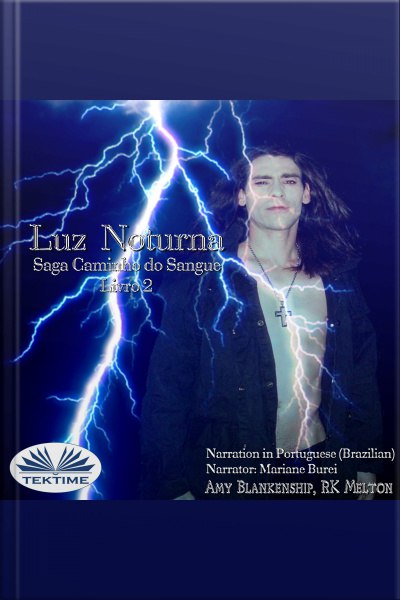 Luz Noturna
Saga Caminho do Sangue
Livro 2
Narration in Portuguese (Brazilian)
Narrator: Mariane Burei
TEKTIME
Amy Blankenship, RK Melton